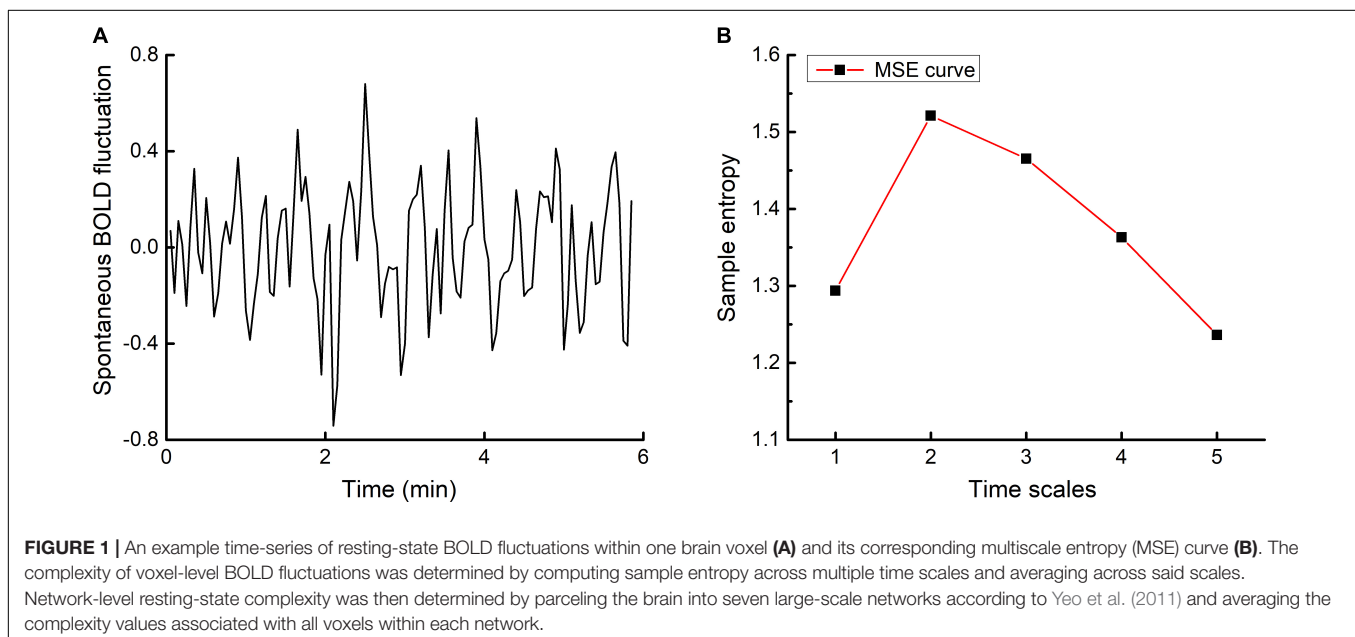 A
0.8
0.4
0.0
-0.4
-0.8
Spontaneous BOLD fluctuation
0
2
4
6
Time (min)
B
1.6
1.5
1.4
1.3
1.2
1.1
Sample entropy
MSE curve
1
2
3
4
5
Time scales
FIGURE 1 | An example time-series of resting-state BOLD fluctuations within one brain voxel (A) and its corresponding multiscale entropy (MSE) curve (B). The
complexity of voxel-level BOLD fluctuations was determined by computing sample entropy across multiple time scales and averaging across said scales.
Network-level resting-state complexity was then determined by parceling the brain into seven large-scale networks according to Yeo et al. (2011) and averaging the
complexity values associated with all voxels within each network.